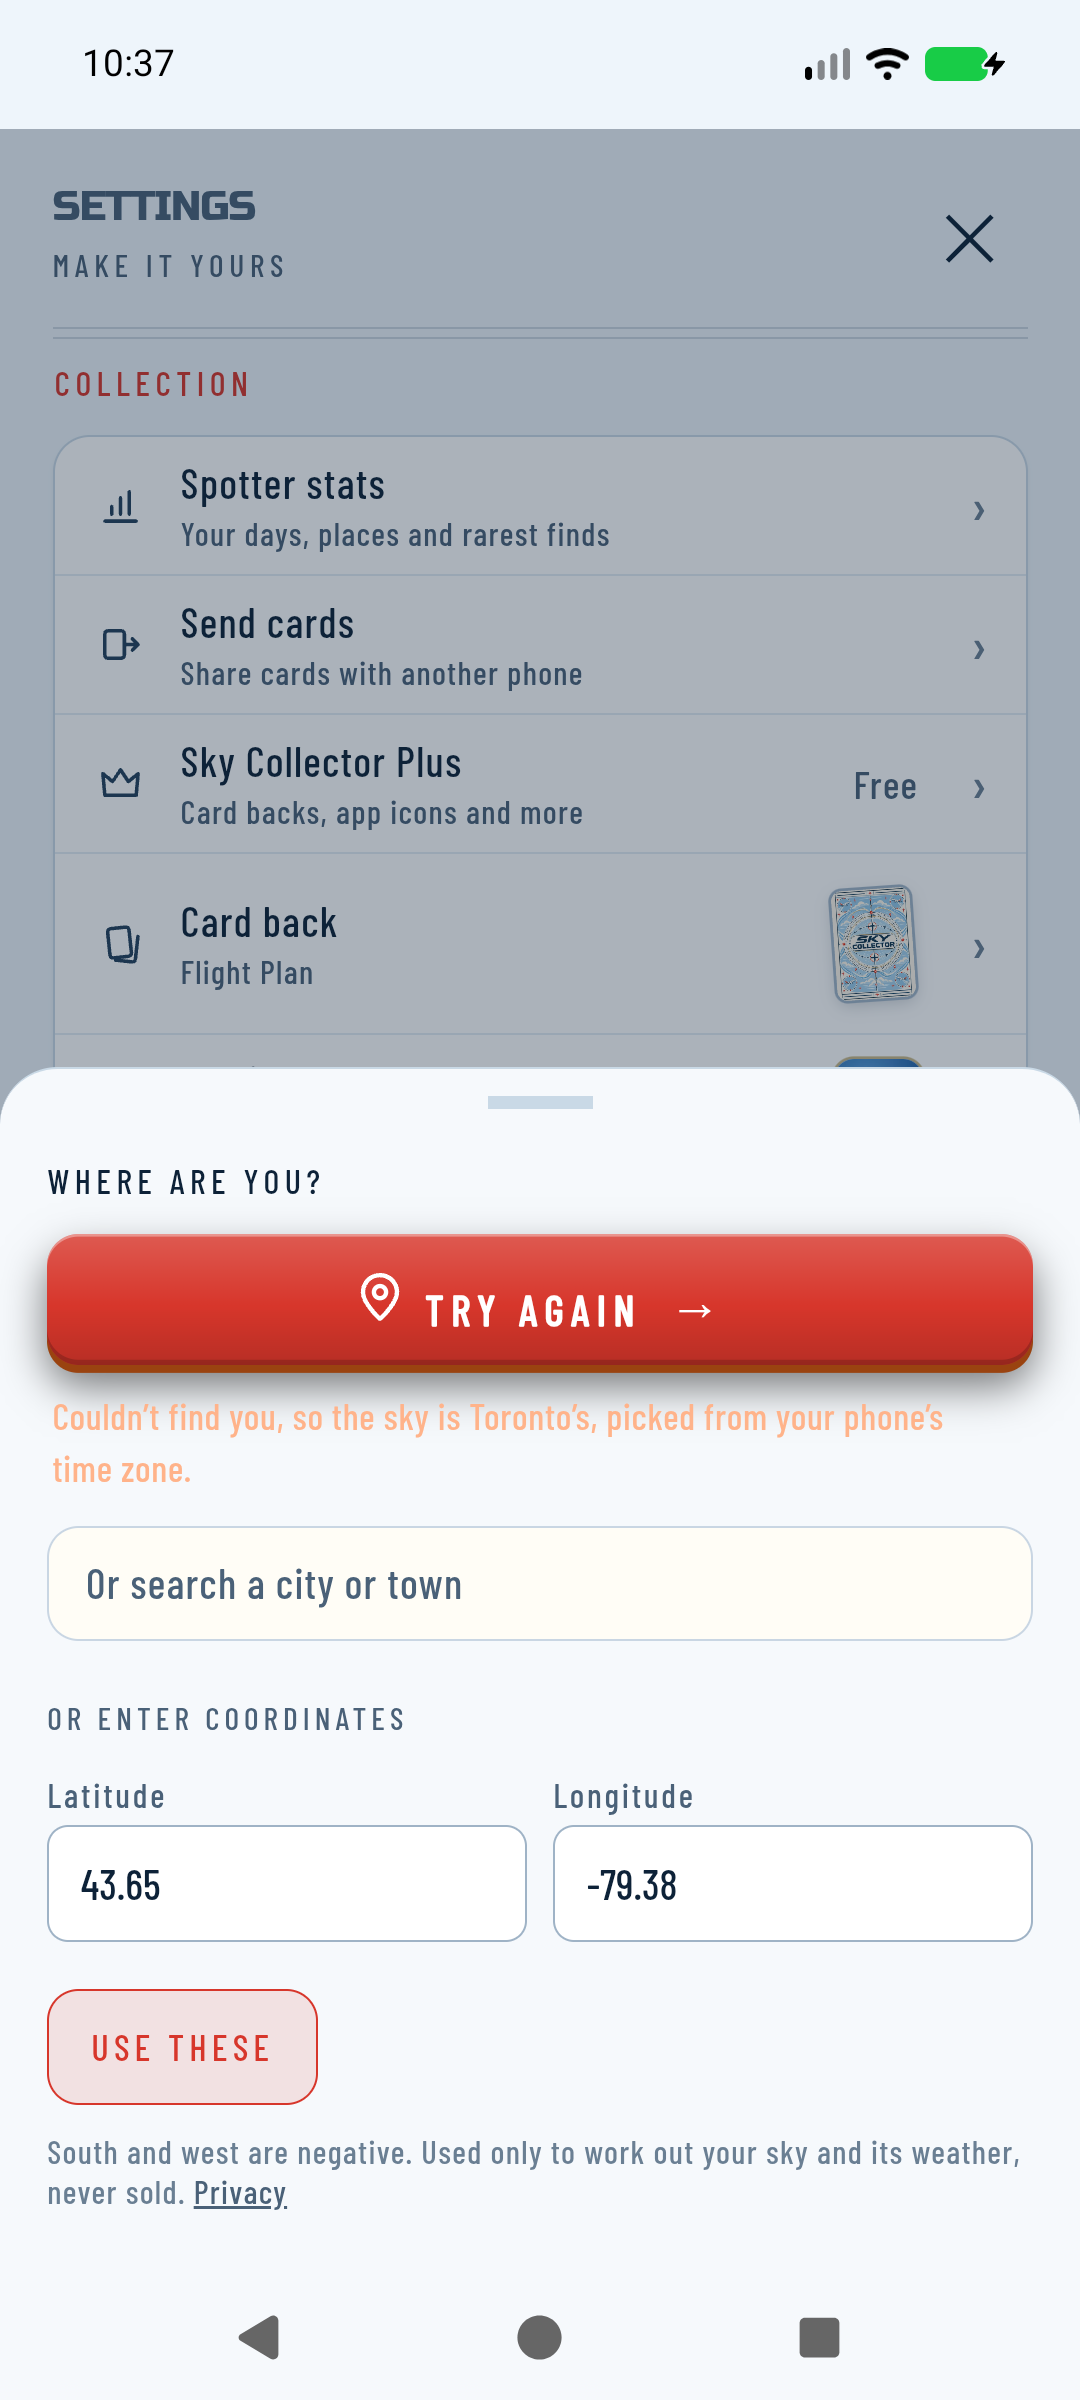 10:37
SETTINGS
MAKE IT YOURS
COLLECTION
Spotter stats
Your days, places and rarest finds
›
Send cards
Share cards with another phone
›
Sky Collector Plus
Card backs, app icons and more
Free ›
Card back
Flight Plan
SKY
COLLECTOR
›
WHERE ARE YOU?
TRY AGAIN →
Couldn’t find you, so the sky is Toronto’s, picked from your phone’s
time zone.
Or search a city or town
OR ENTER COORDINATES
Latitude Longitude
43.65 -79.38
USE THESE
South and west are negative. Used only to work out your sky and its weather,
never sold. Privacy